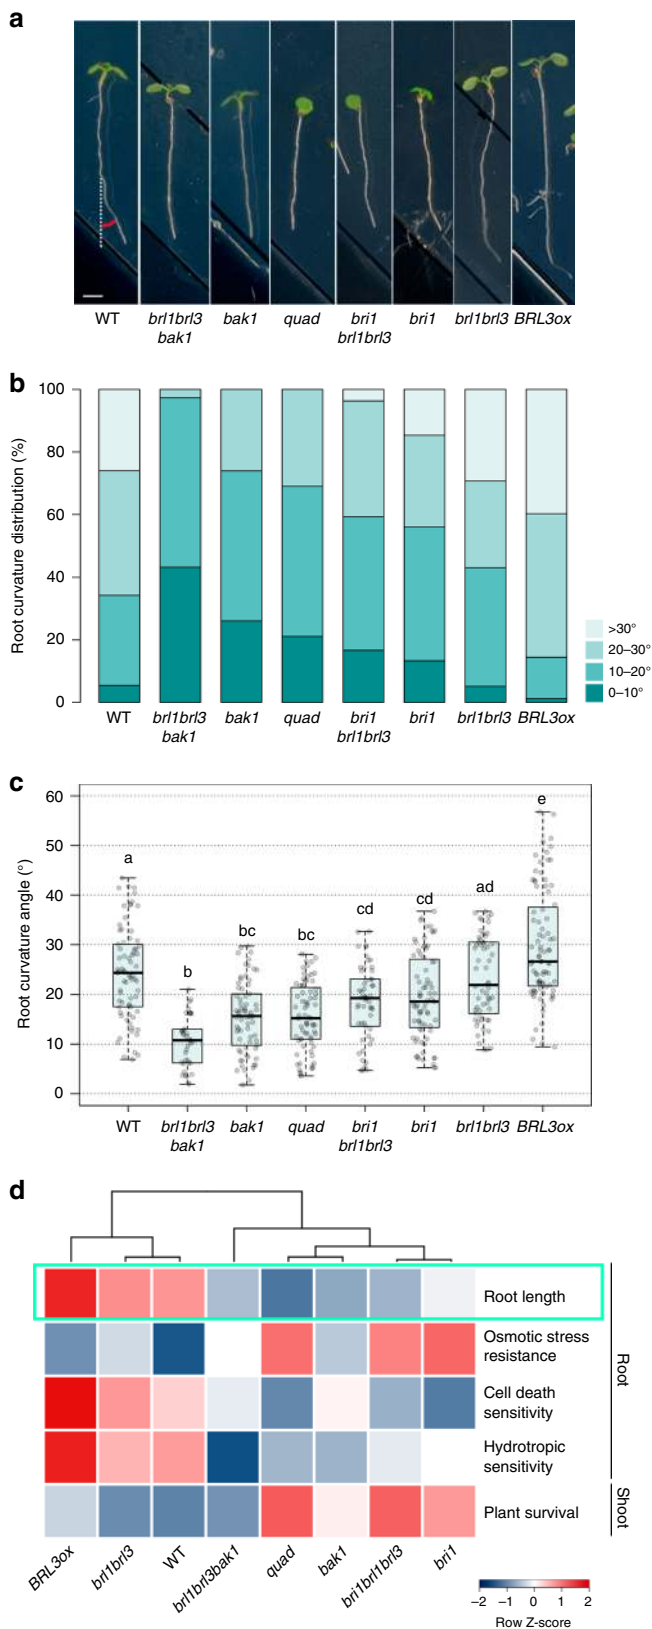 a
WT
brl1brl3
bak1
bak1
quad
bri1
brl1brl3
bri1
brl1brl3
BRL3ox
b
Root curvature distribution (%)
100
80
60
40
20
0
>30°
20–30°
10–20°
0–10°
WT
brl1brl3
bak1
bak1
quad
bri1
brl1brl3
bri1
brl1brl3
BRL3ox
c
Root curvature angle (°)
60
50
40
30
20
10
0
a
b
bc
bc
cd
cd
ad
e
WT
brl1brl3
bak1
bak1
quad
bri1
brl1brl3
bri1
brl1brl3
BRL3ox
d
Root length
Osmotic stress
resistance
Cell death
sensitivity
Hydrotropic
sensitivity
Plant survival
Root
Shoot
BRL3ox
brl1brl3
WT
brl1brl3bak1
quad
bak1
bri1brl1brl3
bri1
−2 −1 0 1 2
Row Z-score